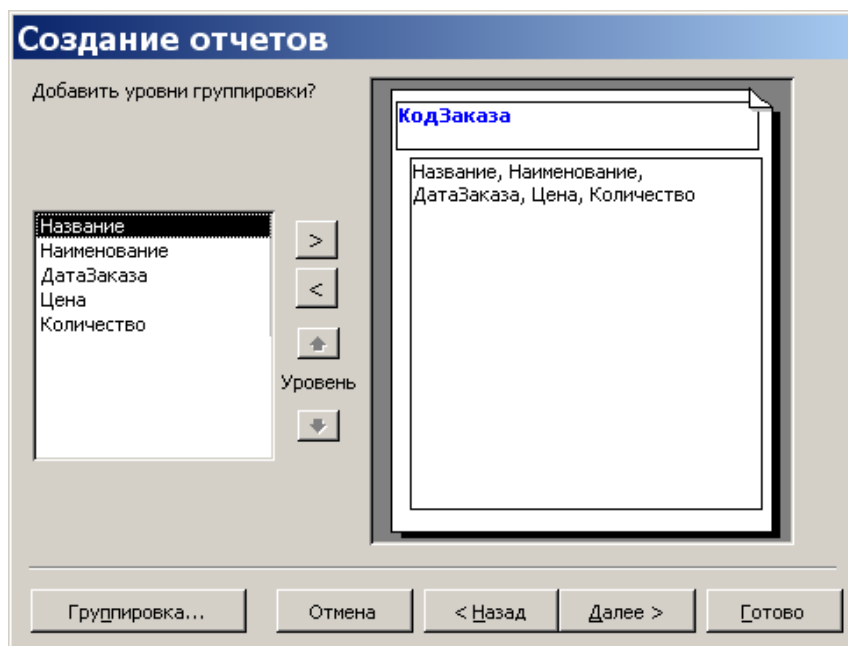 Создание отчетов
Добавить уровни группировки?
КодЗаказа
Название, Наименование,
ДатаЗаказа, Цена, Количество
Название
Наименование
ДатаЗаказа
Цена
Количество
>
<
Уровень
Группировка...
Отмена
< Назад
Далее >
Готово